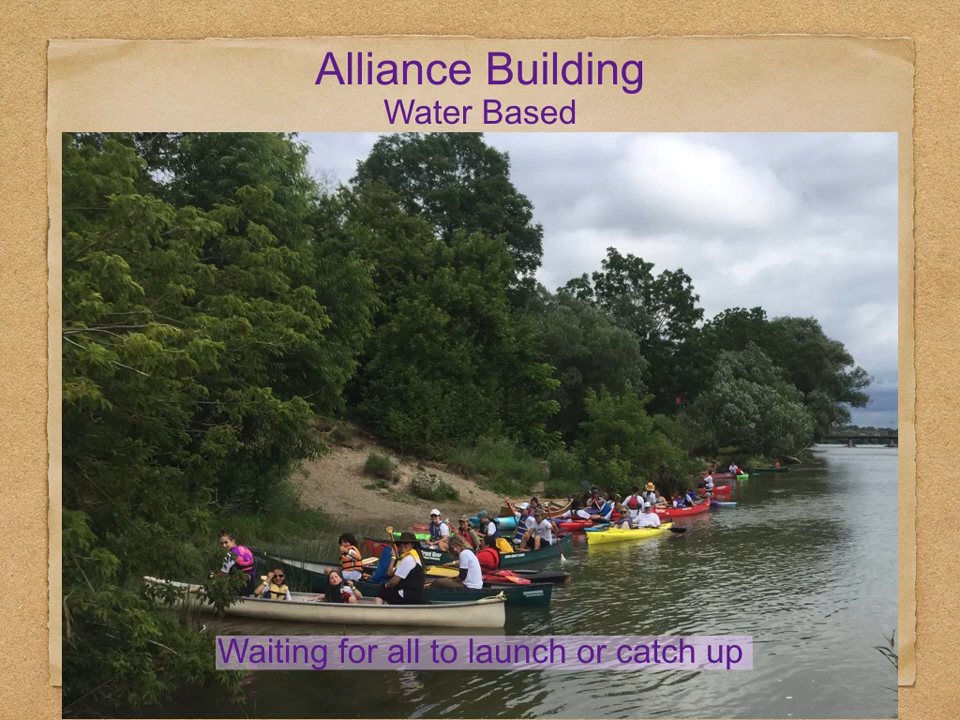 Alliance Building
Water Based
Waiting for all to launch or catch up